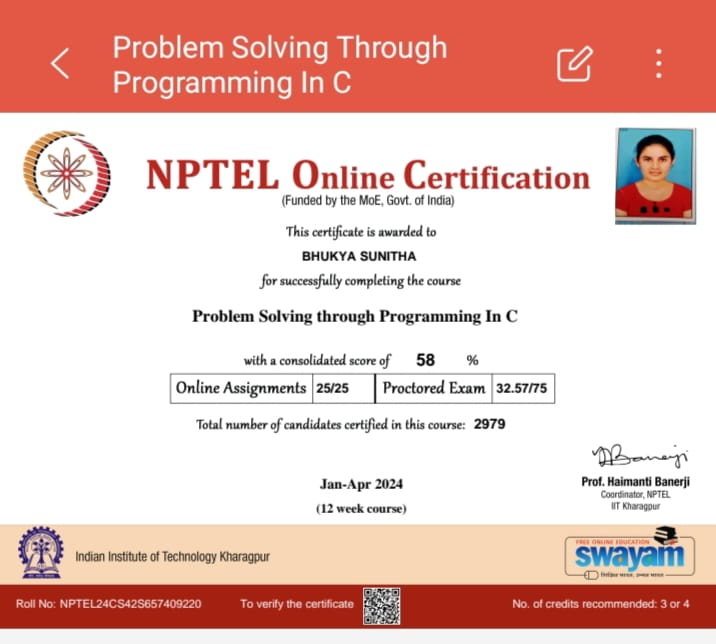 Problem Solving Through
Programming In C
NPTEL Online Certification
(Funded by the MoE, Govt. of India)
This certificate is awarded to
BHUKYA SUNITHA
for successfully completing the course
Problem Solving through Programming In C
with a consolidated score of 58 %
Online Assignments 25/25 Proctored Exam 32.57/75
Total number of candidates certified in this course: 2979
Jan-Apr 2024
(12 week course)
Prof. Haimanti Banerji
Coordinator, NPTEL
IIT Kharagpur
Indian Institute of Technology Kharagpur
FREE ONLINE EDUCATION
swayam
शिक्षित भारत, उन्नत भारत
Roll No: NPTEL24CS42S657409220 To verify the certificate No. of credits recommended: 3 or 4